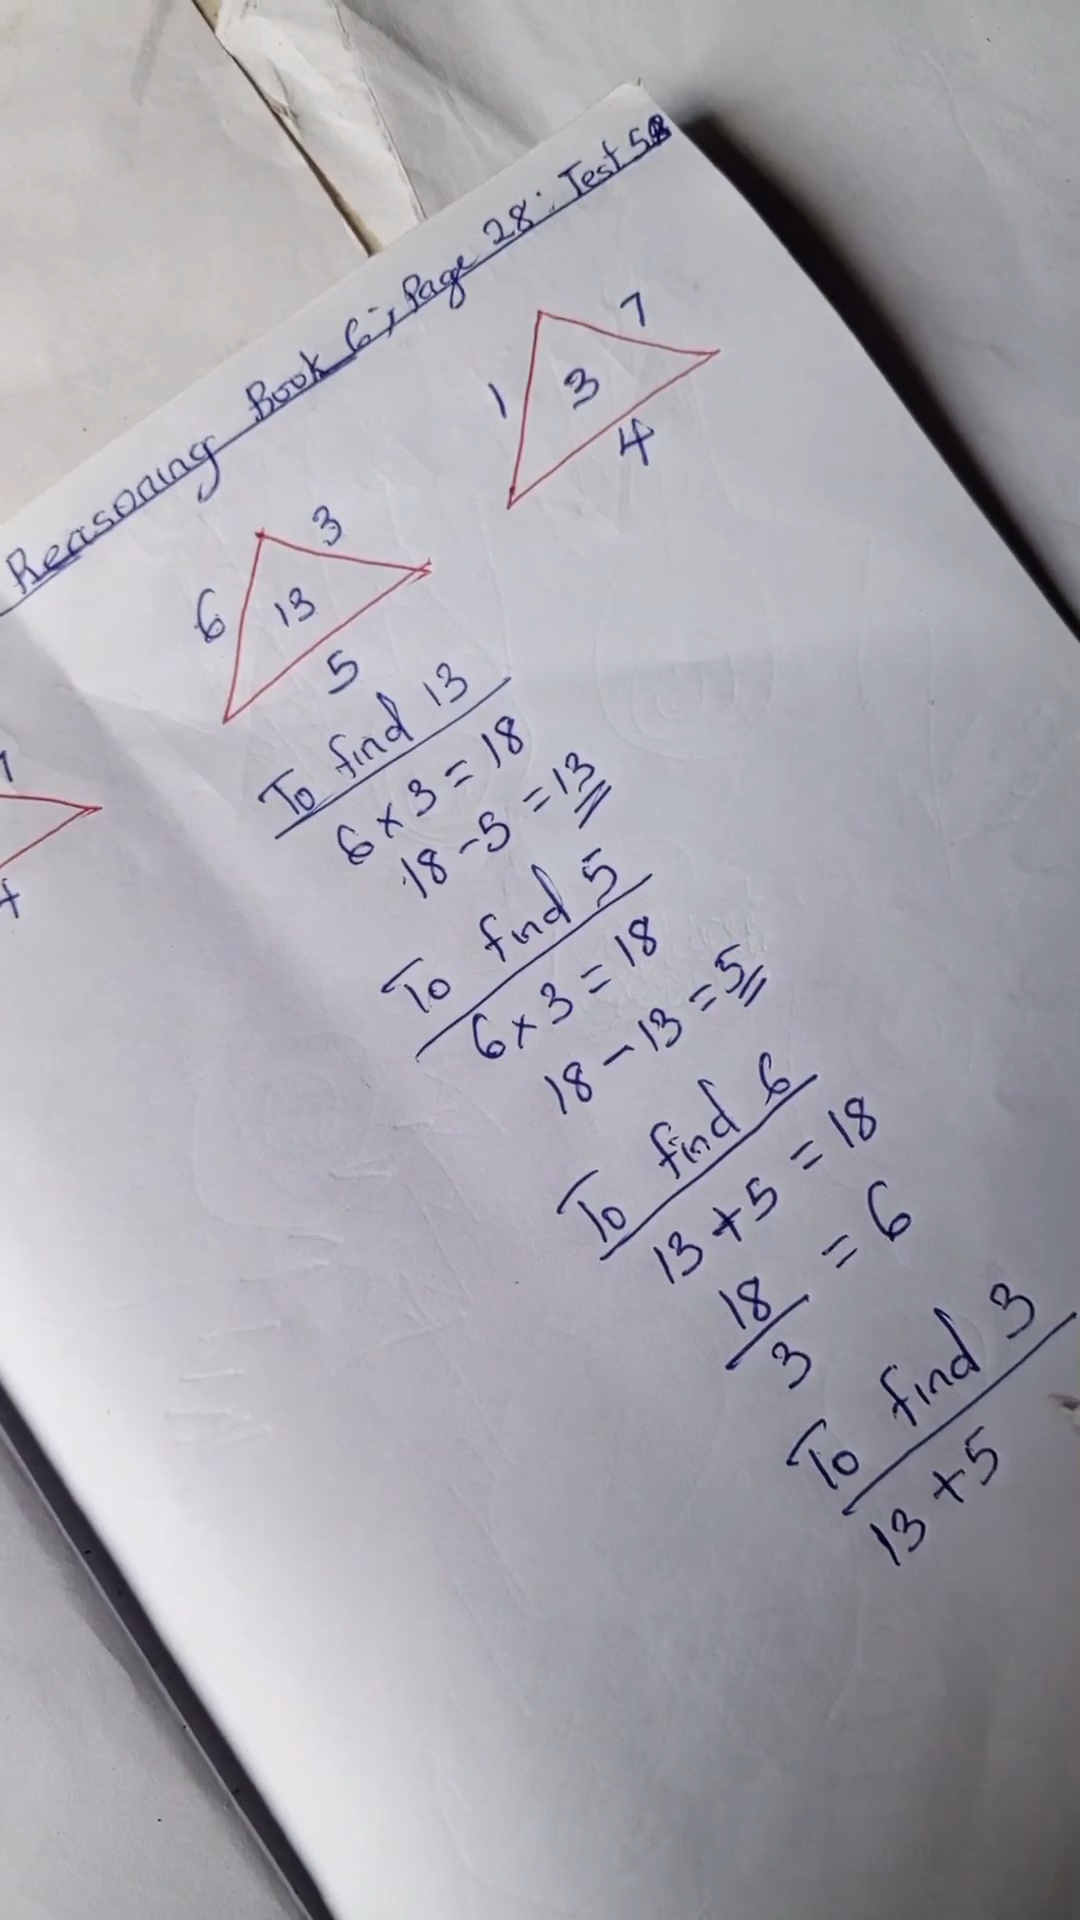 Reasoning Book 6; Page 28: Test 5B
7
1 3
4
3
6 13
5
To find 13
6 x 3 = 18
18 - 5 = 13
To find 5
6 x 3 = 18
18 - 13 = 5
To find 6
13 + 5 = 18
18 = 6
3
To find 3
13 + 5